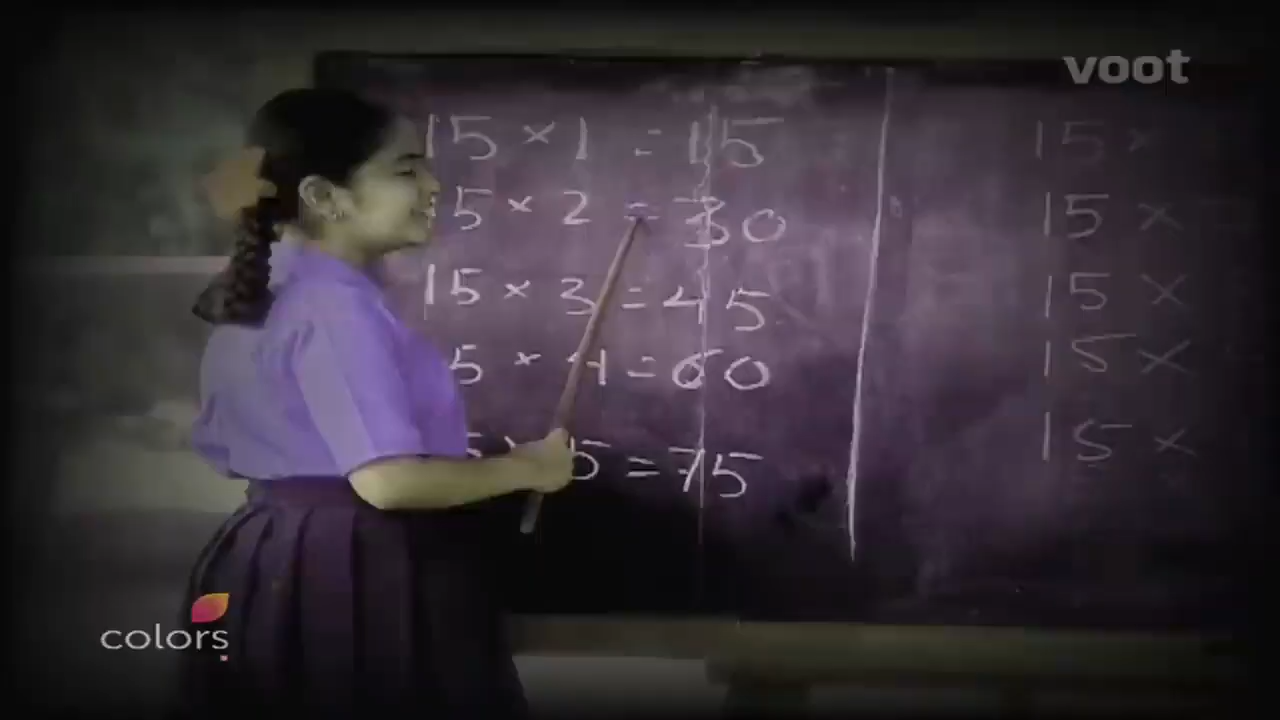 voot
15 × 1 = 15
5 × 2 = 30
15 × 3 = 45
5 × 4 = 60
5 = 75
15 ×
15 ×
15 ×
15 ×
15 ×
colors